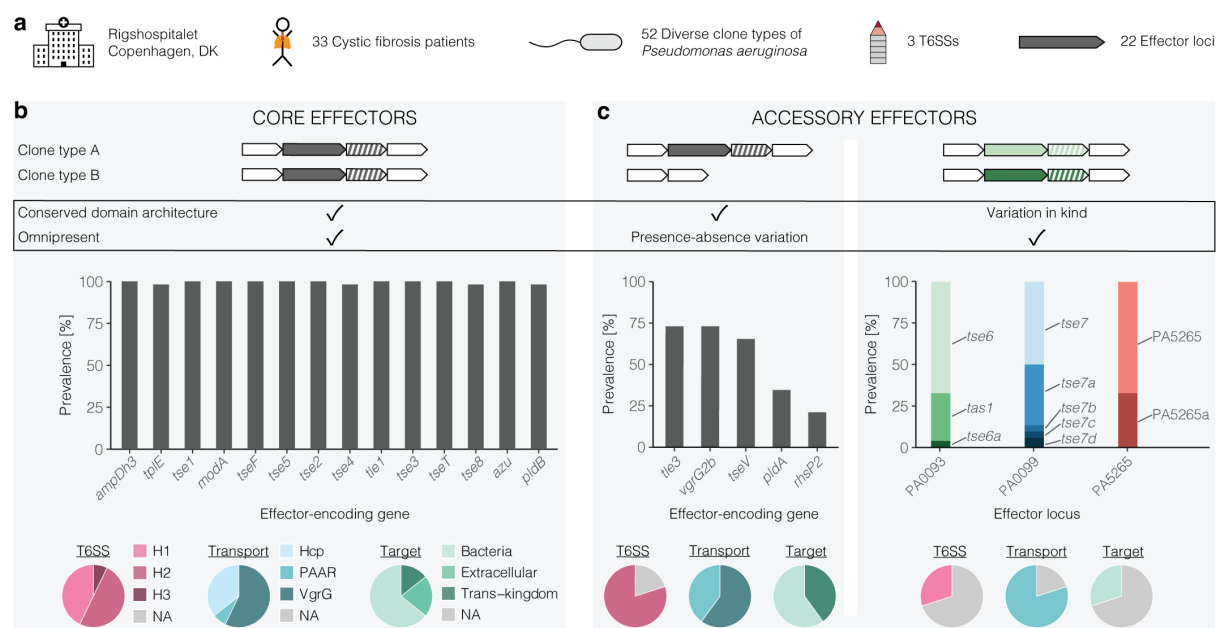 a
Rigshospitalet
Copenhagen, DK
33 Cystic fibrosis patients
52 Diverse clone types of
Pseudomonas aeruginosa
3 T6SSs
22 Effector loci
b
CORE EFFECTORS
c
ACCESSORY EFFECTORS
Clone type A
Clone type B
Conserved domain architecture
✓
✓
Variation in kind
Omnipresent
✓
Presence-absence variation
✓
Prevalence [%]
100
75
50
25
0
ampDh3
tplE
tse1
modA
tseF
tse5
tse2
tse4
tle1
tse3
tseT
tse8
azu
pldB
Effector-encoding gene
Prevalence [%]
100
75
50
25
0
tle3
vgrG2b
tseV
pldA
rhsP2
Effector-encoding gene
Prevalence [%]
100
75
50
25
0
tse6
tas1
tse6a
tse7
tse7a
tse7b
tse7c
tse7d
PA5265
PA5265a
PA0093
PA0099
PA5265
Effector locus
T6SS
H1
H2
H3
NA
Transport
Hcp
PAAR
VgrG
NA
Target
Bacteria
Extracellular
Trans-kingdom
NA
T6SS
Transport
Target
T6SS
Transport
Target